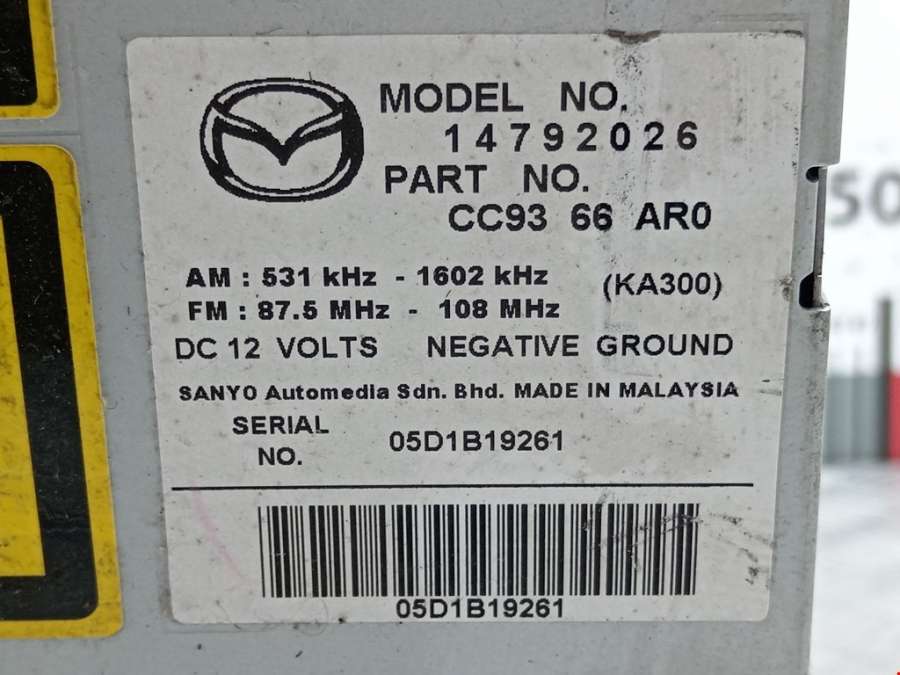 MODEL NO.
14792026
PART NO.
CC93 66 AR0
AM : 531 kHz - 1602 kHz (KA300)
FM : 87.5 MHz - 108 MHz
DC 12 VOLTS NEGATIVE GROUND
SANYO Automedia Sdn. Bhd. MADE IN MALAYSIA
SERIAL NO. 05D1B19261
05D1B19261
50